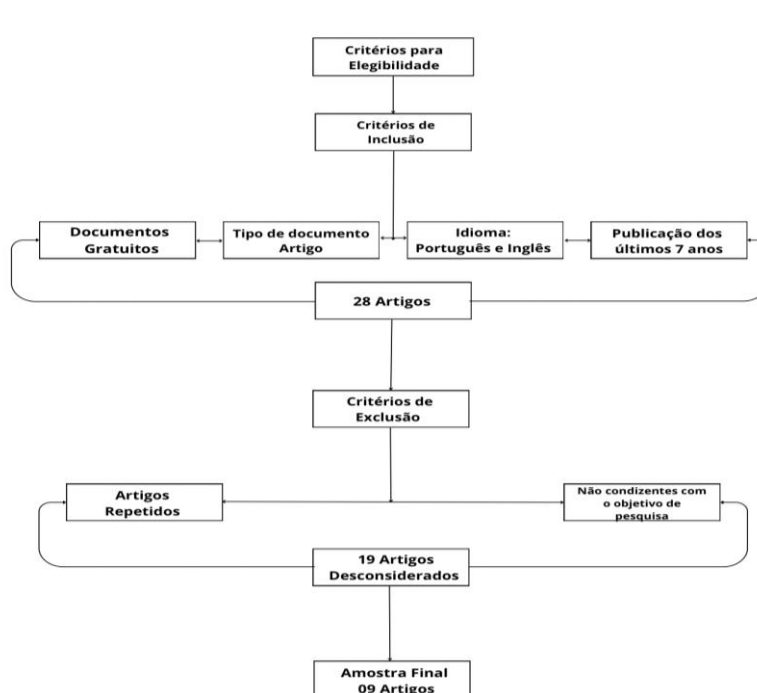 Critérios para
Elegibilidade
Critérios de
Inclusão
Documentos
Gratuitos
Tipo de documento
Artigo
Idioma:
Português e Inglês
Publicação dos
últimos 7 anos
28 Artigos
Critérios de
Exclusão
Artigos
Repetidos
Não condizentes com
o objetivo de
pesquisa
19 Artigos
Desconsiderados
Amostra Final
09 Artigos